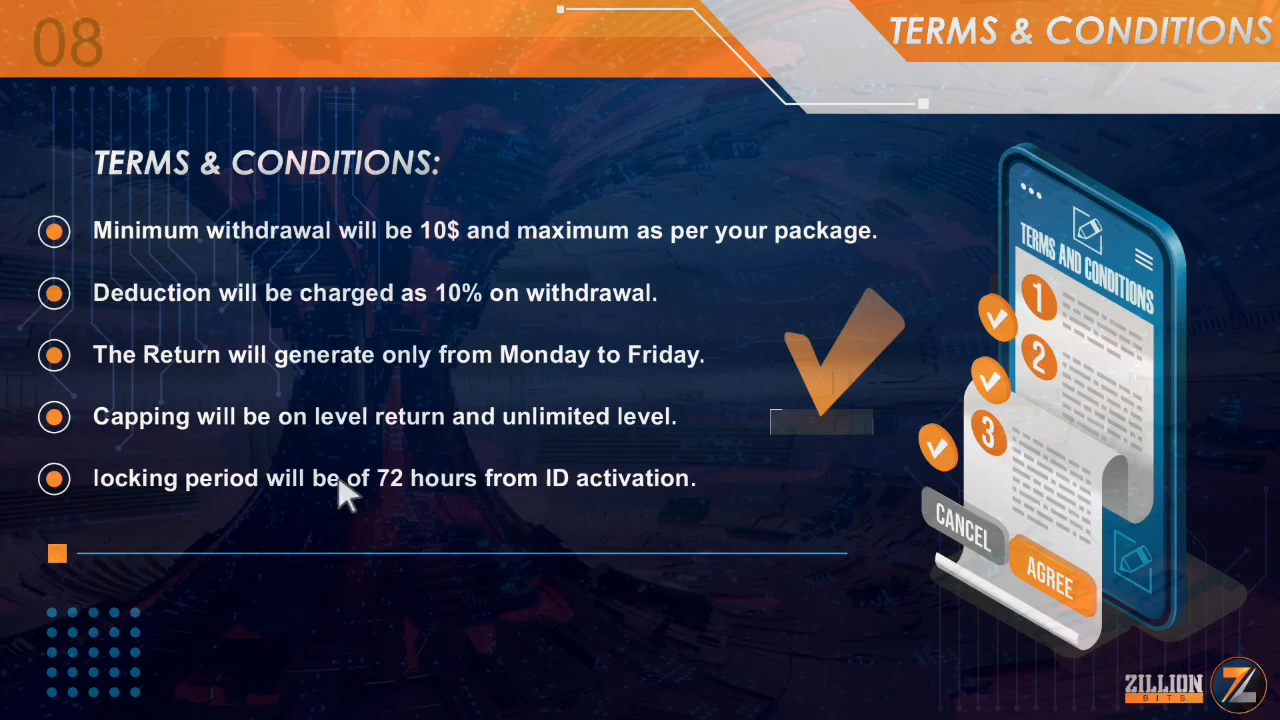 08
TERMS & CONDITIONS
TERMS & CONDITIONS:
Minimum withdrawal will be 10$ and maximum as per your package.
Deduction will be charged as 10% on withdrawal.
The Return will generate only from Monday to Friday.
Capping will be on level return and unlimited level.
locking period will be of 72 hours from ID activation.
TERMS AND CONDITIONS
1
2
3
CANCEL
AGREE
ZILLION
BITS